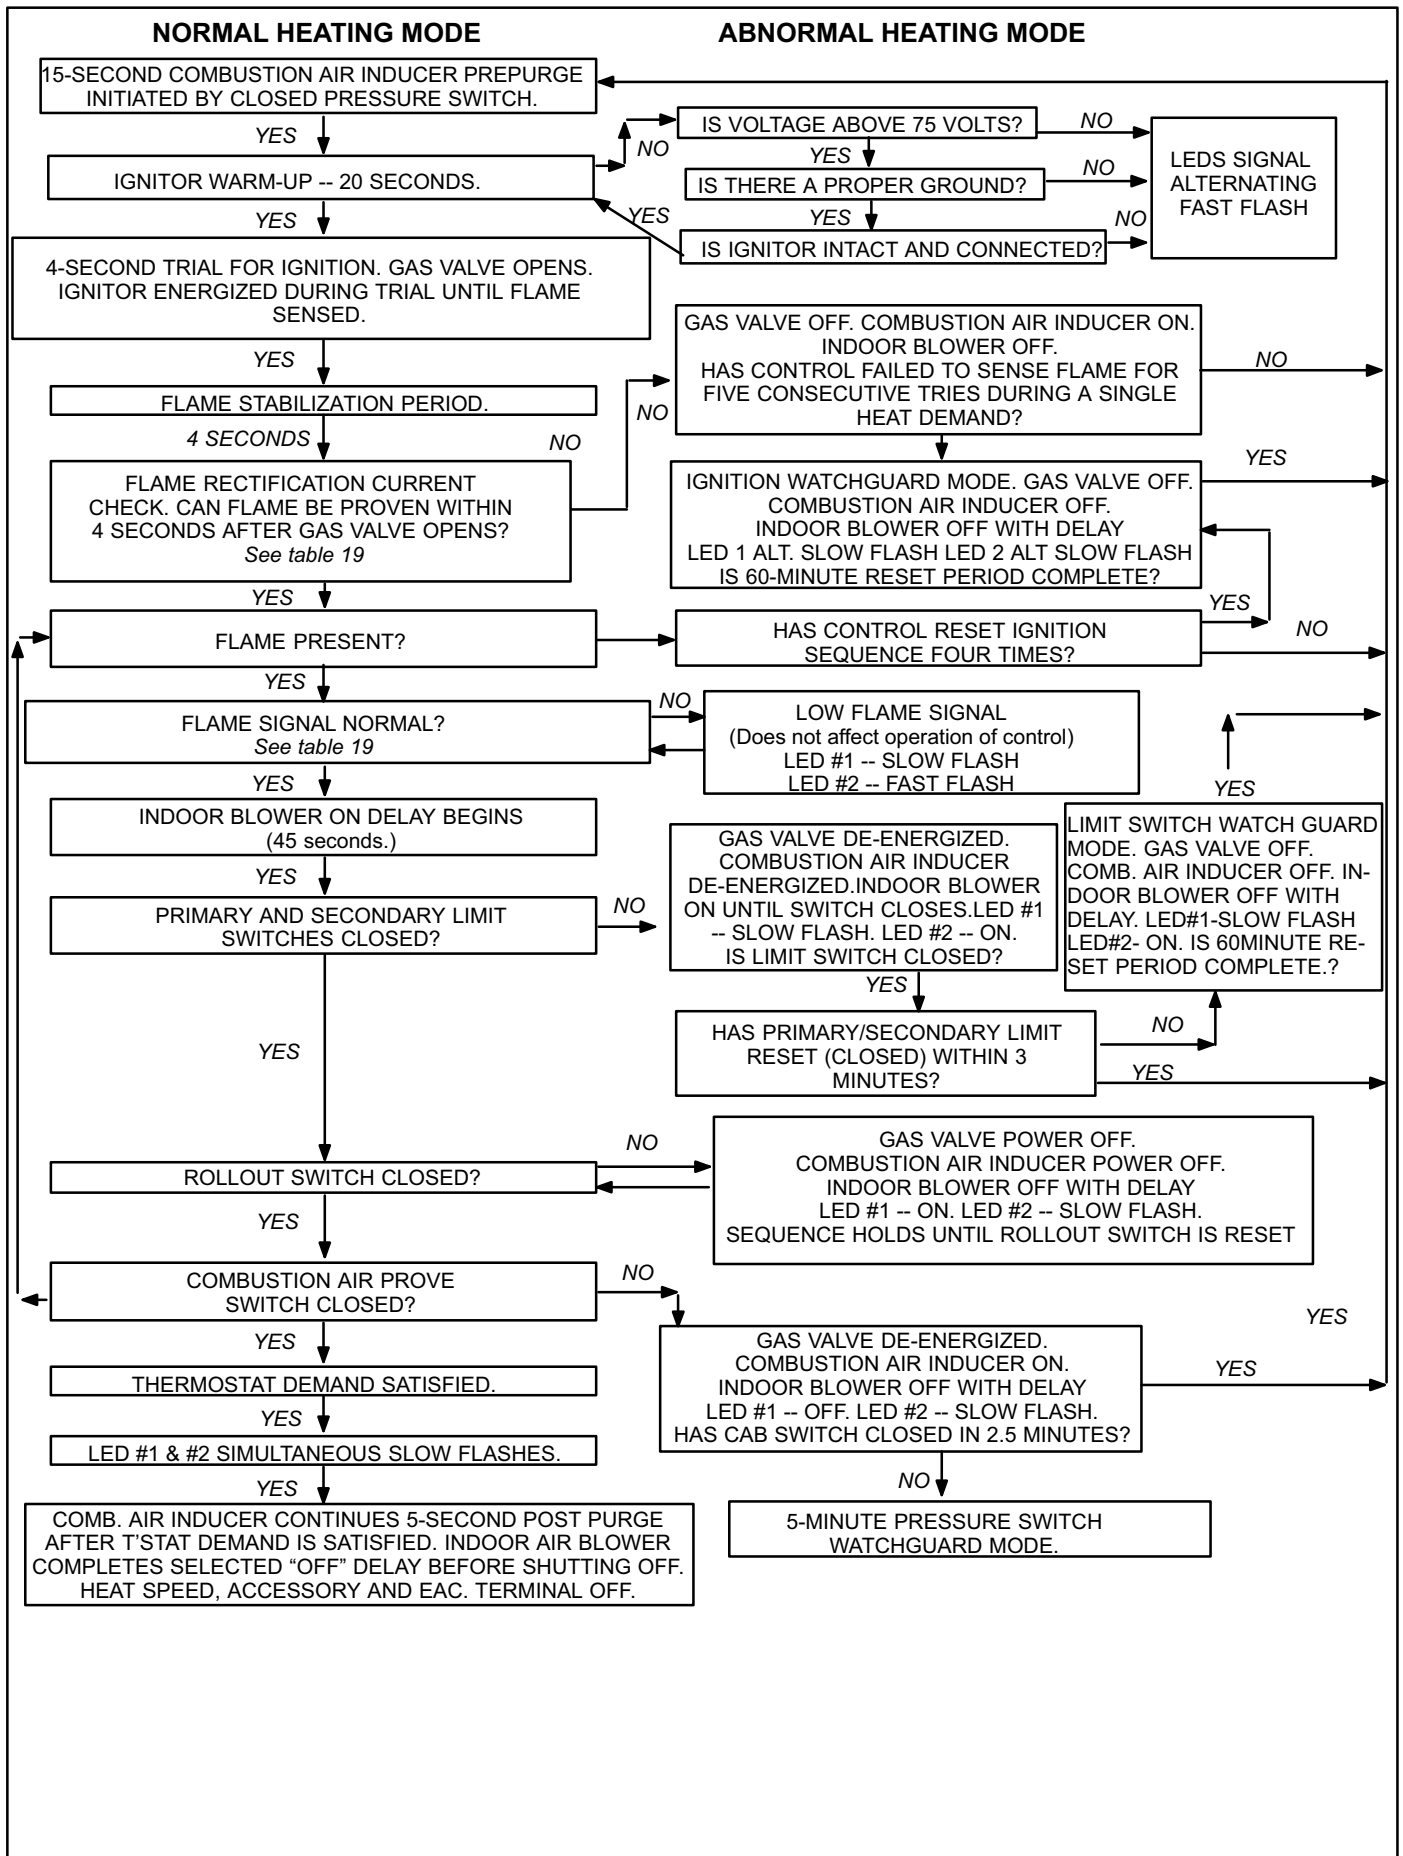 NORMAL HEATING MODE
ABNORMAL HEATING MODE
15-SECOND COMBUSTION AIR INDUCER PREPURGE
INITIATED BY CLOSED PRESSURE SWITCH.
YES
IGNITOR WARM-UP -- 20 SECONDS.
NO
IS VOLTAGE ABOVE 75 VOLTS?
NO
YES
IS THERE A PROPER GROUND?
NO
YES
IS IGNITOR INTACT AND CONNECTED?
NO
YES
LEDS SIGNAL
ALTERNATING
FAST FLASH
YES
4-SECOND TRIAL FOR IGNITION. GAS VALVE OPENS.
IGNITOR ENERGIZED DURING TRIAL UNTIL FLAME
SENSED.
YES
FLAME STABILIZATION PERIOD.
4 SECONDS
FLAME RECTIFICATION CURRENT
CHECK. CAN FLAME BE PROVEN WITHIN
4 SECONDS AFTER GAS VALVE OPENS?
See table 19
NO
NO
GAS VALVE OFF. COMBUSTION AIR INDUCER ON.
INDOOR BLOWER OFF.
HAS CONTROL FAILED TO SENSE FLAME FOR
FIVE CONSECUTIVE TRIES DURING A SINGLE
HEAT DEMAND?
NO
IGNITION WATCHGUARD MODE. GAS VALVE OFF.
COMBUSTION AIR INDUCER OFF.
INDOOR BLOWER OFF WITH DELAY
LED 1 ALT. SLOW FLASH LED 2 ALT SLOW FLASH
IS 60-MINUTE RESET PERIOD COMPLETE?
YES
YES
FLAME PRESENT?
HAS CONTROL RESET IGNITION
SEQUENCE FOUR TIMES?
YES
NO
YES
FLAME SIGNAL NORMAL?
See table 19
NO
LOW FLAME SIGNAL
(Does not affect operation of control)
LED #1 -- SLOW FLASH
LED #2 -- FAST FLASH
YES
INDOOR BLOWER ON DELAY BEGINS
(45 seconds.)
YES
PRIMARY AND SECONDARY LIMIT
SWITCHES CLOSED?
NO
GAS VALVE DE-ENERGIZED.
COMBUSTION AIR INDUCER
DE-ENERGIZED.INDOOR BLOWER
ON UNTIL SWITCH CLOSES.LED #1
-- SLOW FLASH. LED #2 -- ON.
IS LIMIT SWITCH CLOSED?
YES
LIMIT SWITCH WATCH GUARD
MODE. GAS VALVE OFF.
COMB. AIR INDUCER OFF. IN-
DOOR BLOWER OFF WITH
DELAY. LED#1-SLOW FLASH
LED#2- ON. IS 60MINUTE RE-
SET PERIOD COMPLETE.?
YES
HAS PRIMARY/SECONDARY LIMIT
RESET (CLOSED) WITHIN 3
MINUTES?
NO
YES
YES
ROLLOUT SWITCH CLOSED?
NO
GAS VALVE POWER OFF.
COMBUSTION AIR INDUCER POWER OFF.
INDOOR BLOWER OFF WITH DELAY
LED #1 -- ON. LED #2 -- SLOW FLASH.
SEQUENCE HOLDS UNTIL ROLLOUT SWITCH IS RESET
YES
COMBUSTION AIR PROVE
SWITCH CLOSED?
NO
GAS VALVE DE-ENERGIZED.
COMBUSTION AIR INDUCER ON.
INDOOR BLOWER OFF WITH DELAY
LED #1 -- OFF. LED #2 -- SLOW FLASH.
HAS CAB SWITCH CLOSED IN 2.5 MINUTES?
YES
YES
NO
5-MINUTE PRESSURE SWITCH
WATCHGUARD MODE.
YES
THERMOSTAT DEMAND SATISFIED.
YES
LED #1 & #2 SIMULTANEOUS SLOW FLASHES.
YES
COMB. AIR INDUCER CONTINUES 5-SECOND POST PURGE
AFTER T'STAT DEMAND IS SATISFIED. INDOOR AIR BLOWER
COMPLETES SELECTED “OFF” DELAY BEFORE SHUTTING OFF.
HEAT SPEED, ACCESSORY AND EAC. TERMINAL OFF.